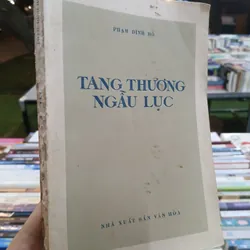 PHẠM ĐÌNH HỔ
TANG THƯƠNG
NGẪU LỤC
NHÀ XUẤT BẢN VĂN HÓA